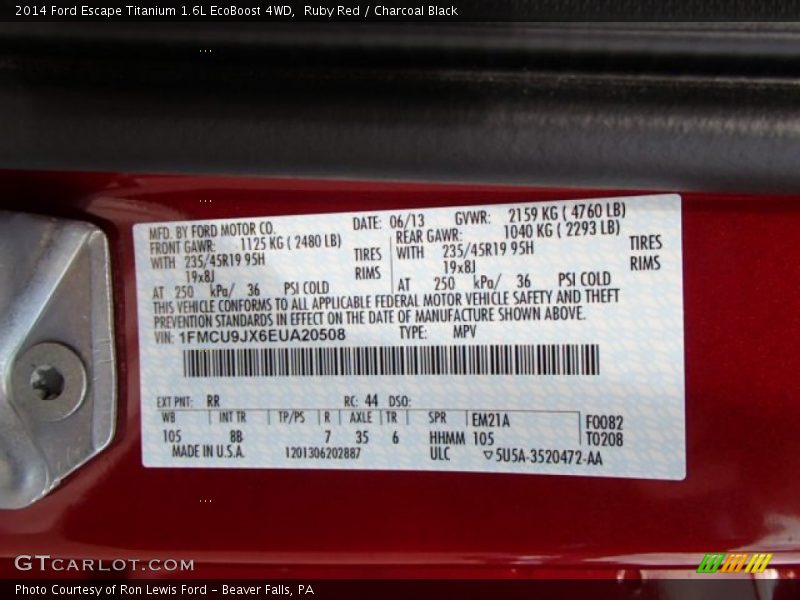 2014 Ford Escape Titanium 1.6L EcoBoost 4WD,  Ruby Red / Charcoal Black
MFD. BY FORD MOTOR CO. DATE: 06/13 GVWR: 2159 KG ( 4760 LB)
FRONT GAWR: 1125 KG ( 2480 LB) REAR GAWR: 1040 KG ( 2293 LB)
WITH 235/45R19 95H TIRES WITH 235/45R19 95H TIRES
19x8J RIMS 19x8J RIMS
AT 250 kPa/ 36 PSI COLD AT 250 kPa/ 36 PSI COLD
THIS VEHICLE CONFORMS TO ALL APPLICABLE FEDERAL MOTOR VEHICLE SAFETY AND THEFT
PREVENTION STANDARDS IN EFFECT ON THE DATE OF MANUFACTURE SHOWN ABOVE.
VIN: 1FMCU9JX6EUA20508 TYPE: MPV
EXT PNT: RR RC: 44 DSO:
WB INT TR TP/PS R AXLE TR SPR EM21A F0082
105 8B 7 35 6 HHMM 105 T0208
MADE IN U.S.A. 1201306202887 ULC ▽5U5A-3520472-AA
GTCARLOT.COM
Photo Courtesy of Ron Lewis Ford - Beaver Falls, PA